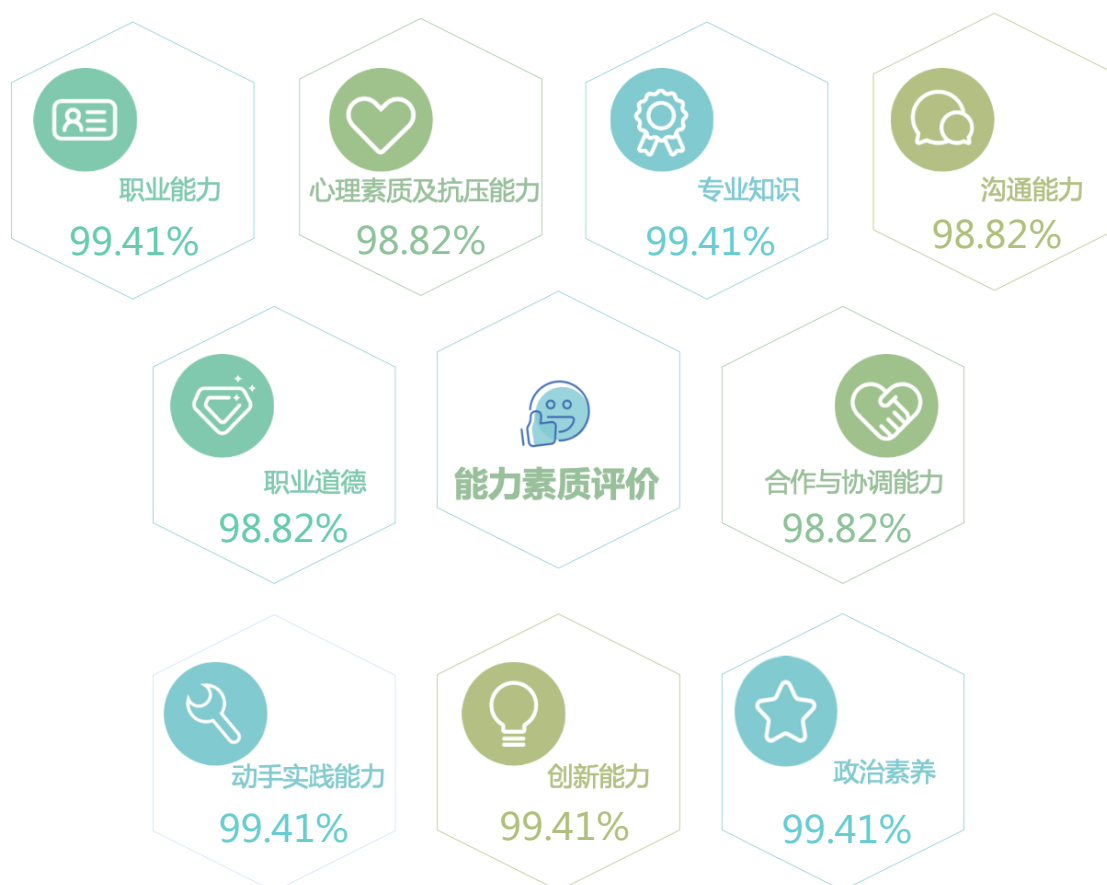 职业能力
99.41%
心理素质及抗压能力
98.82%
专业知识
99.41%
沟通能力
98.82%
职业道德
98.82%
能力素质评价
合作与协调能力
98.82%
动手实践能力
99.41%
创新能力
99.41%
政治素养
99.41%